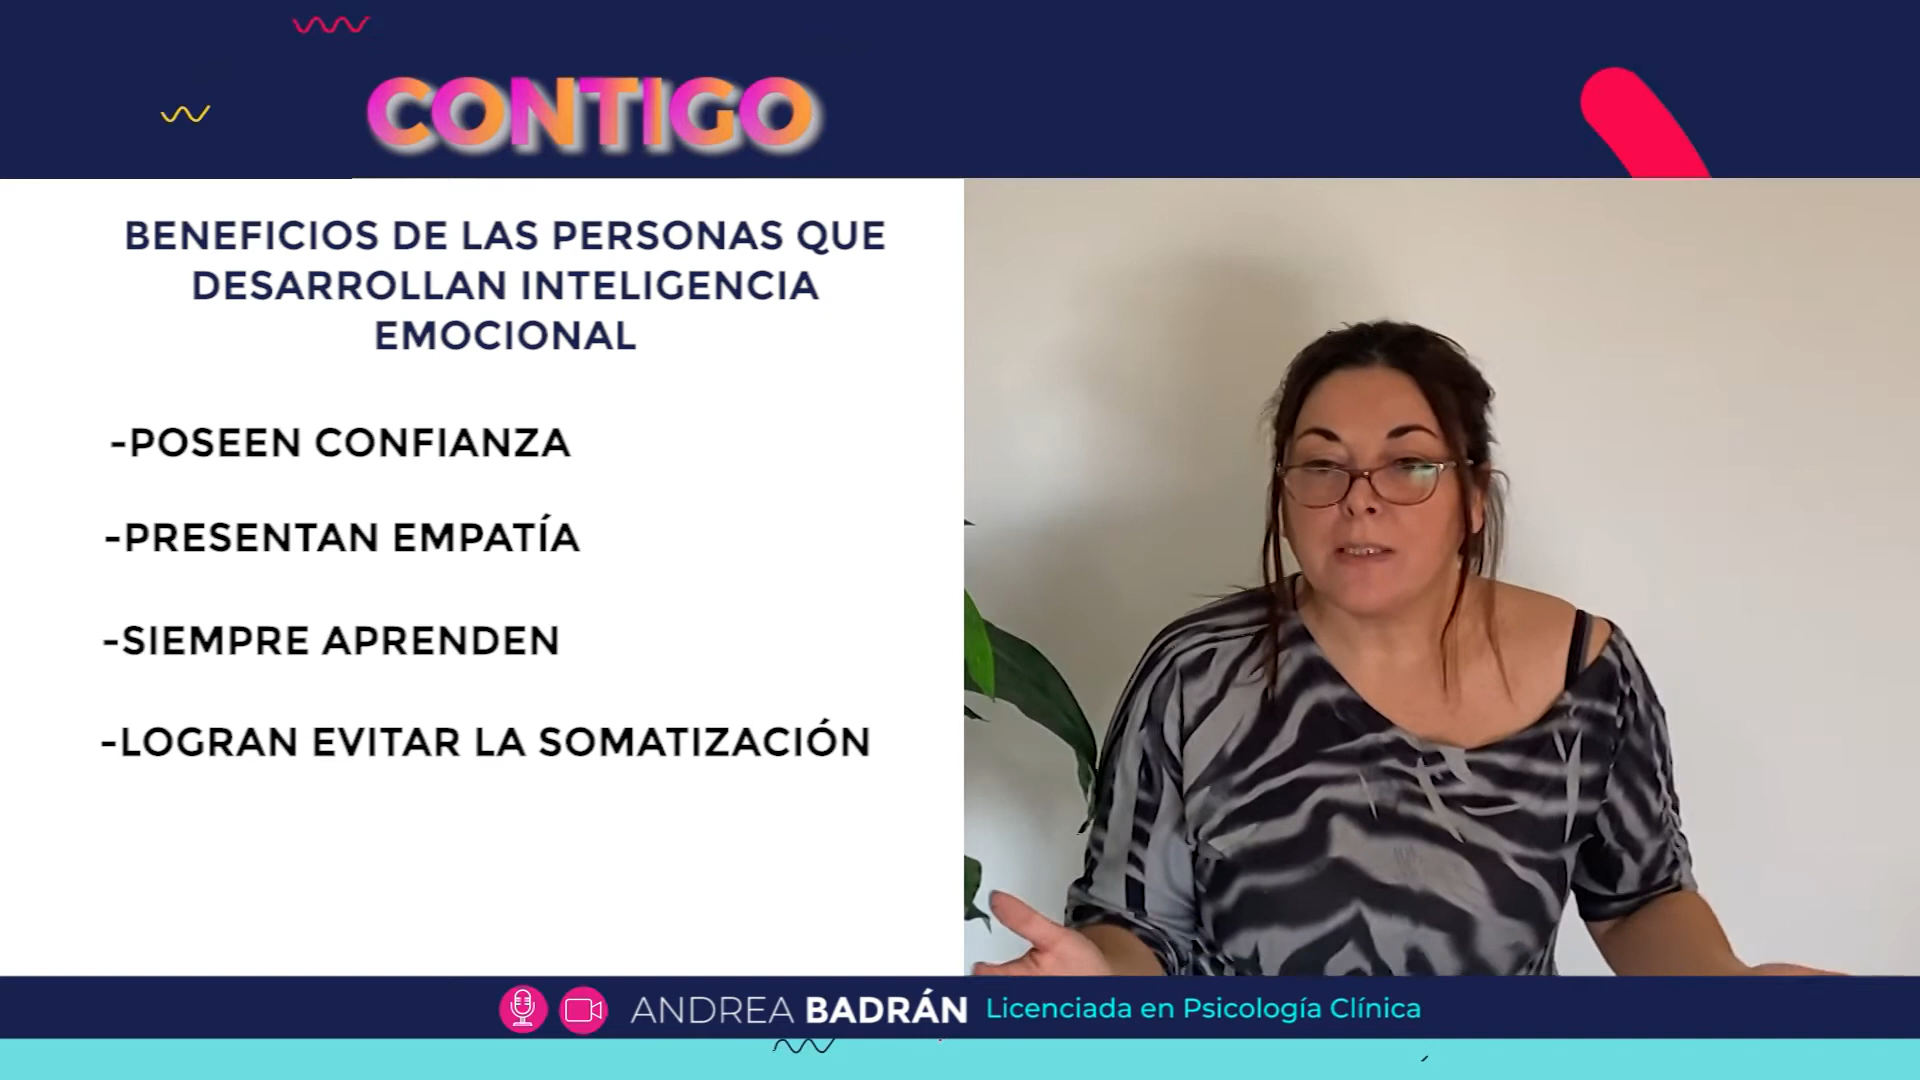 CONTIGO
BENEFICIOS DE LAS PERSONAS QUE
DESARROLLAN INTELIGENCIA
EMOCIONAL
-POSEEN CONFIANZA
-PRESENTAN EMPATÍA
-SIEMPRE APRENDEN
-LOGRAN EVITAR LA SOMATIZACIÓN
ANDREA BADRÁN Licenciada en Psicología Clínica